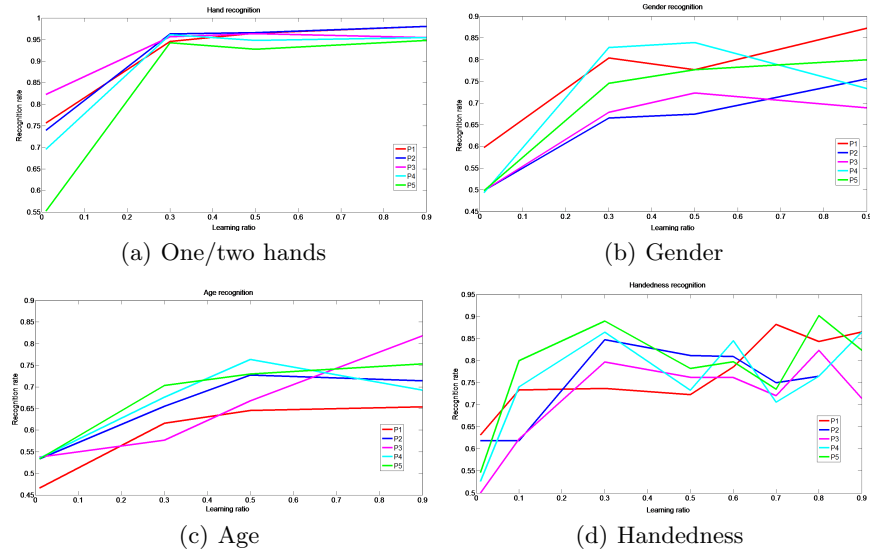 Hand recognition
1
0.95
0.9
0.85
0.8
0.75
0.7
0.65
0.6
0.55
Recognition rate
P1
P2
P3
P4
P5
0 0.1 0.2 0.3 0.4 0.5 0.6 0.7 0.8 0.9
Learning ratio
(a) One/two hands
Gender recognition
0.9
0.85
0.8
0.75
0.7
0.65
0.6
0.55
0.5
0.45
Recognition rate
P1
P2
P3
P4
P5
0 0.1 0.2 0.3 0.4 0.5 0.6 0.7 0.8 0.9
Learning ratio
(b) Gender
Age recognition
0.9
0.85
0.8
0.75
0.7
0.65
0.6
0.55
0.5
0.45
Recognition rate
P1
P2
P3
P4
P5
0 0.1 0.2 0.3 0.4 0.5 0.6 0.7 0.8 0.9
Learning ratio
(c) Age
Handedness recognition
0.95
0.9
0.85
0.8
0.75
0.7
0.65
0.6
0.55
0.5
Recognition rate
P1
P2
P3
P4
P5
0 0.1 0.2 0.3 0.4 0.5 0.6 0.7 0.8 0.9
Learning ratio
(d) Handedness